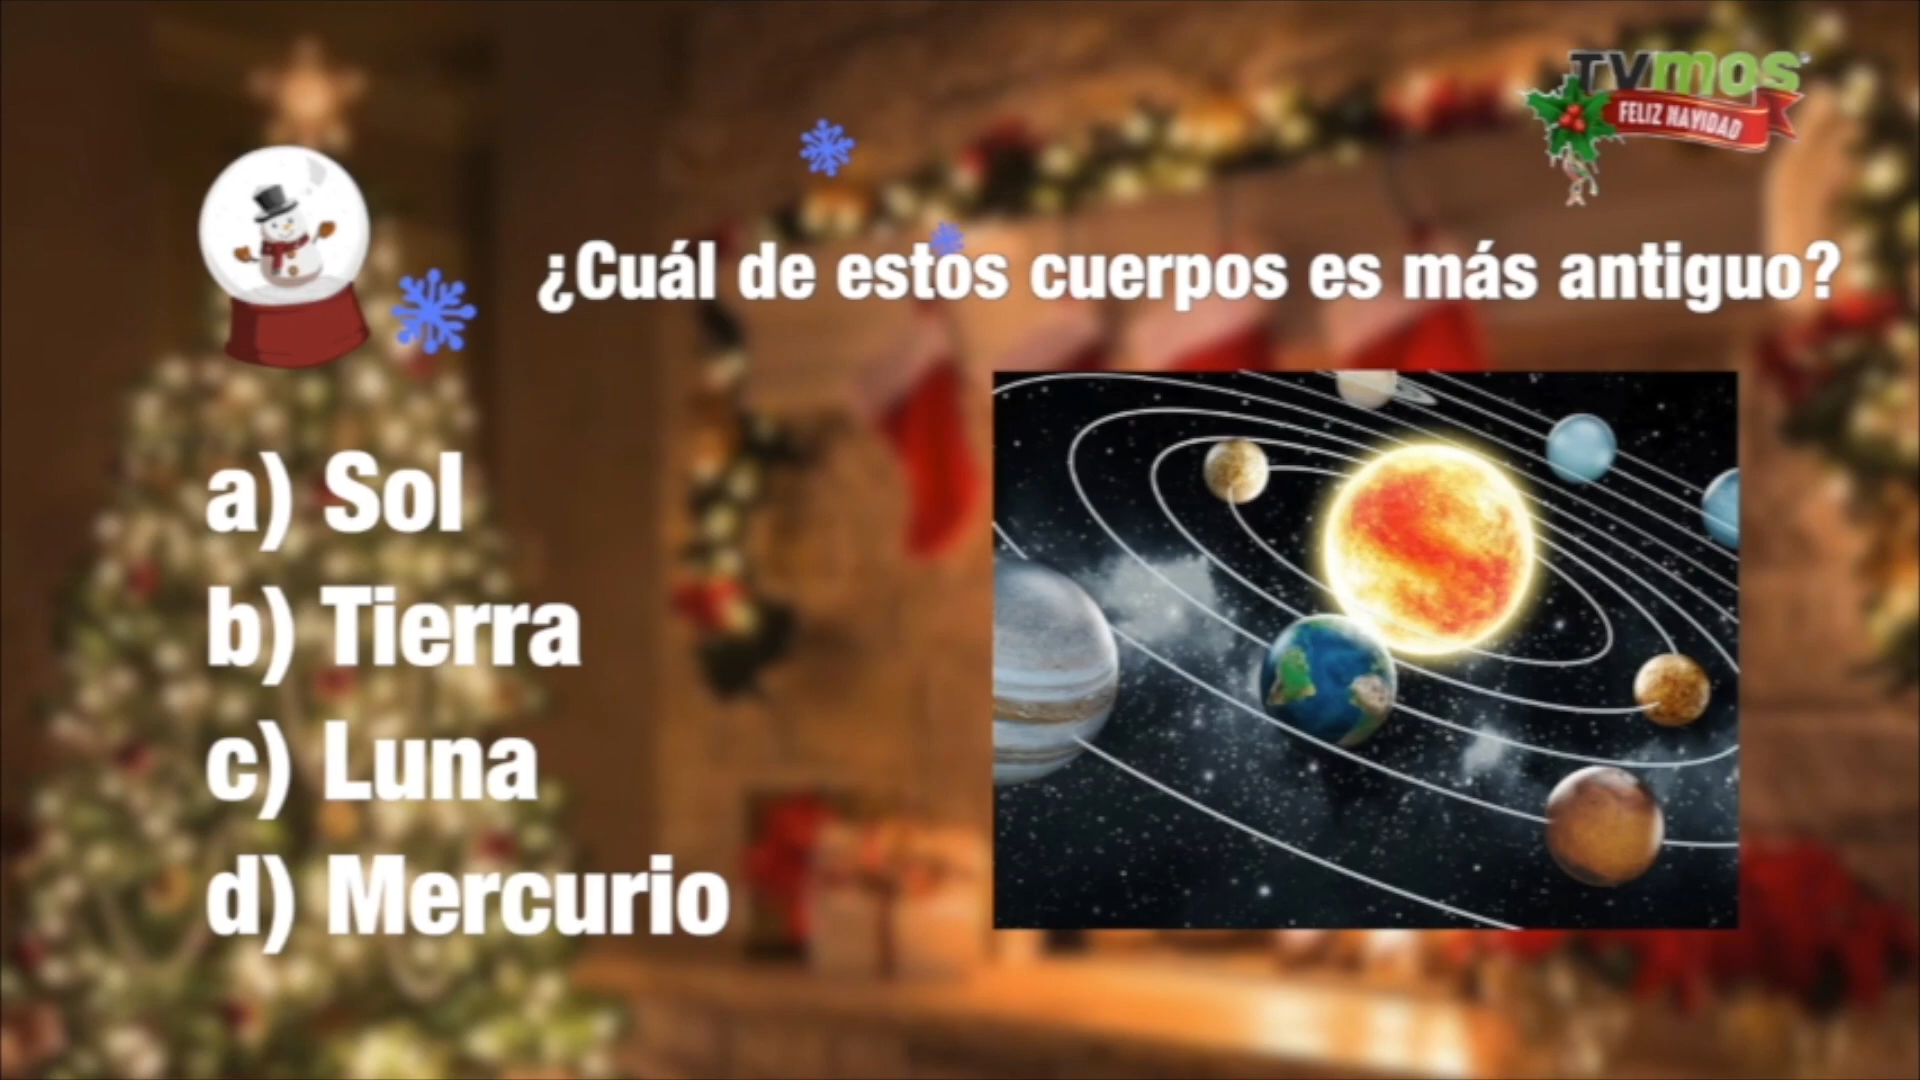 TVmos
FELIZ NAVIDAD
¿Cuál de estos cuerpos es más antiguo?
a) Sol
b) Tierra
c) Luna
d) Mercurio